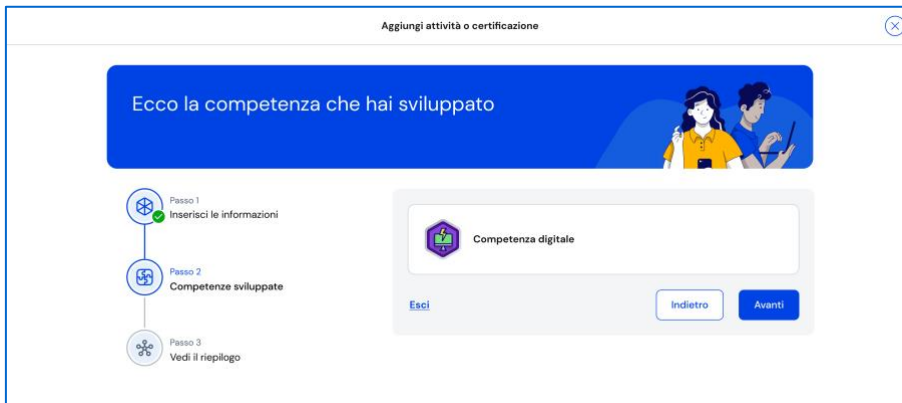 Aggiungi attività o certificazione
Ecco la competenza che hai sviluppato
Passo 1
Inserisci le informazioni
Passo 2
Competenze sviluppate
Passo 3
Vedi il riepilogo
Competenza digitale
Esci
Indietro
Avanti